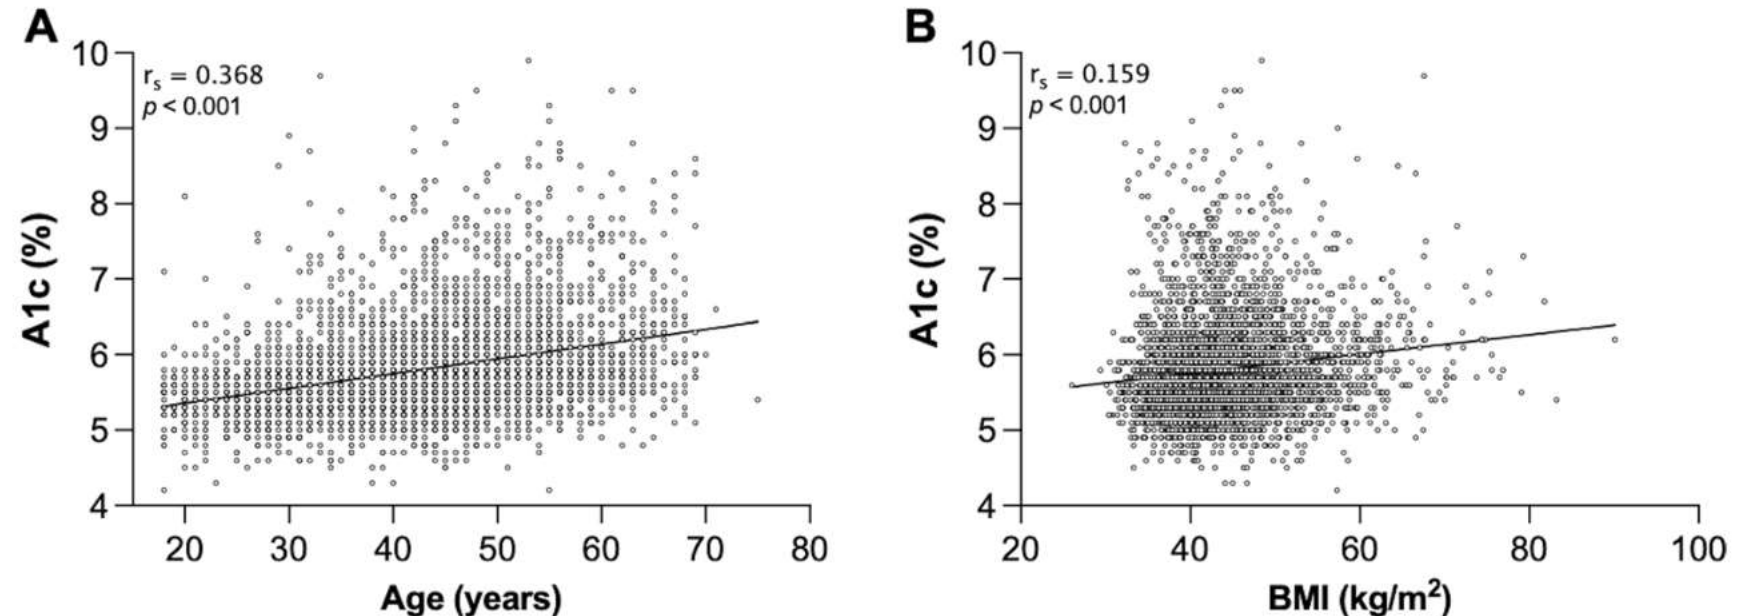 A
10
9
8
7
6
5
4
A1c (%)
rs = 0.368
p < 0.001
20 30 40 50 60 70 80
Age (years)
B
10
9
8
7
6
5
4
A1c (%)
rs = 0.159
p < 0.001
20 40 60 80 100
BMI (kg/m²)